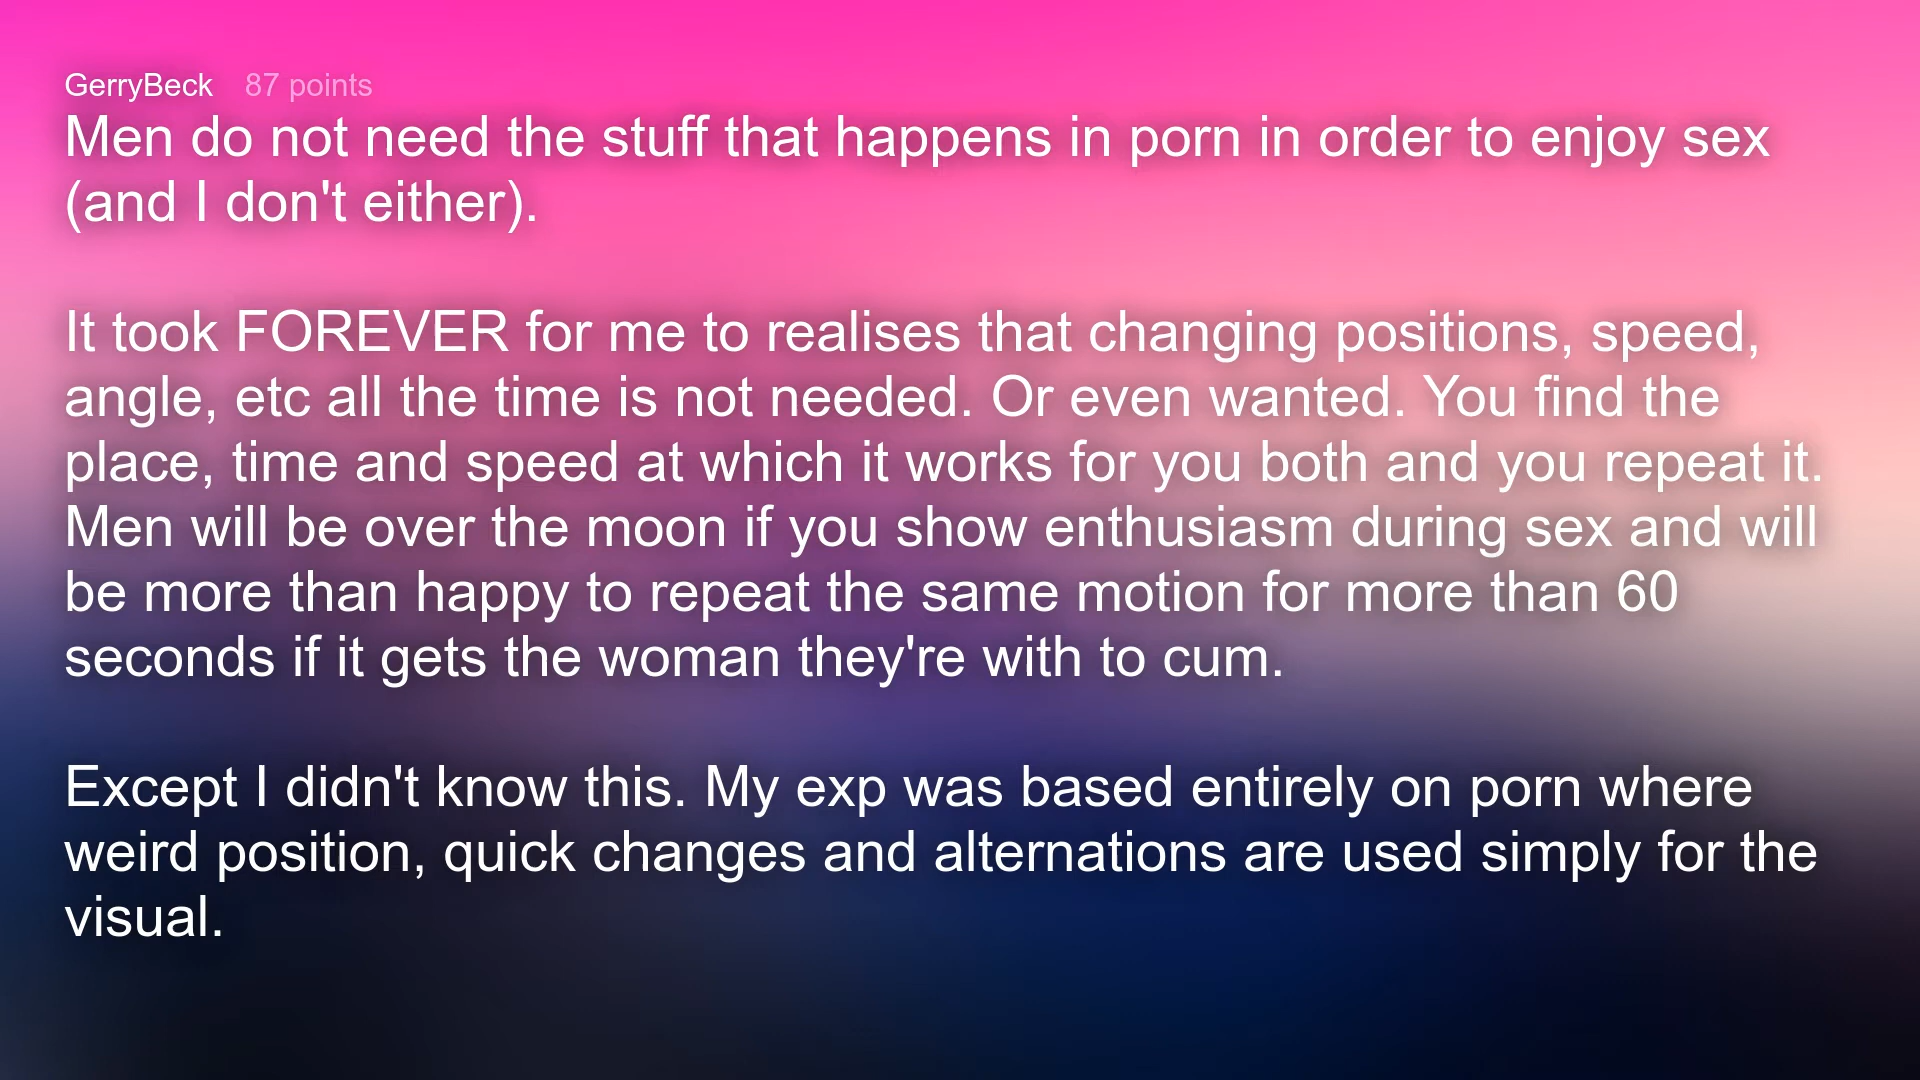 GerryBeck 87 points
Men do not need the stuff that happens in porn in order to enjoy sex
(and I don't either).
It took FOREVER for me to realises that changing positions, speed,
angle, etc all the time is not needed. Or even wanted. You find the
place, time and speed at which it works for you both and you repeat it.
Men will be over the moon if you show enthusiasm during sex and will
be more than happy to repeat the same motion for more than 60
seconds if it gets the woman they're with to cum.
Except I didn't know this. My exp was based entirely on porn where
weird position, quick changes and alternations are used simply for the
visual.